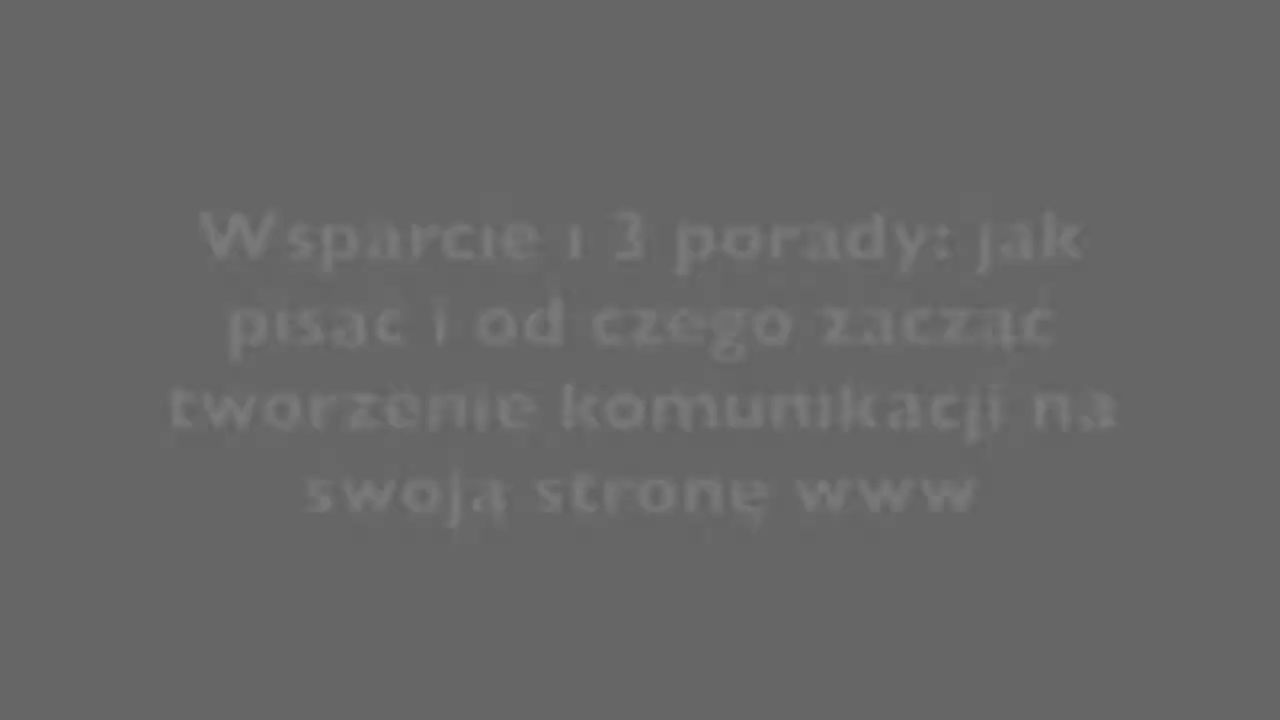 Wsparcie i 3 porady: jak
pisać i od czego zacząć
tworzenie komunikacji na
swoją stronę www